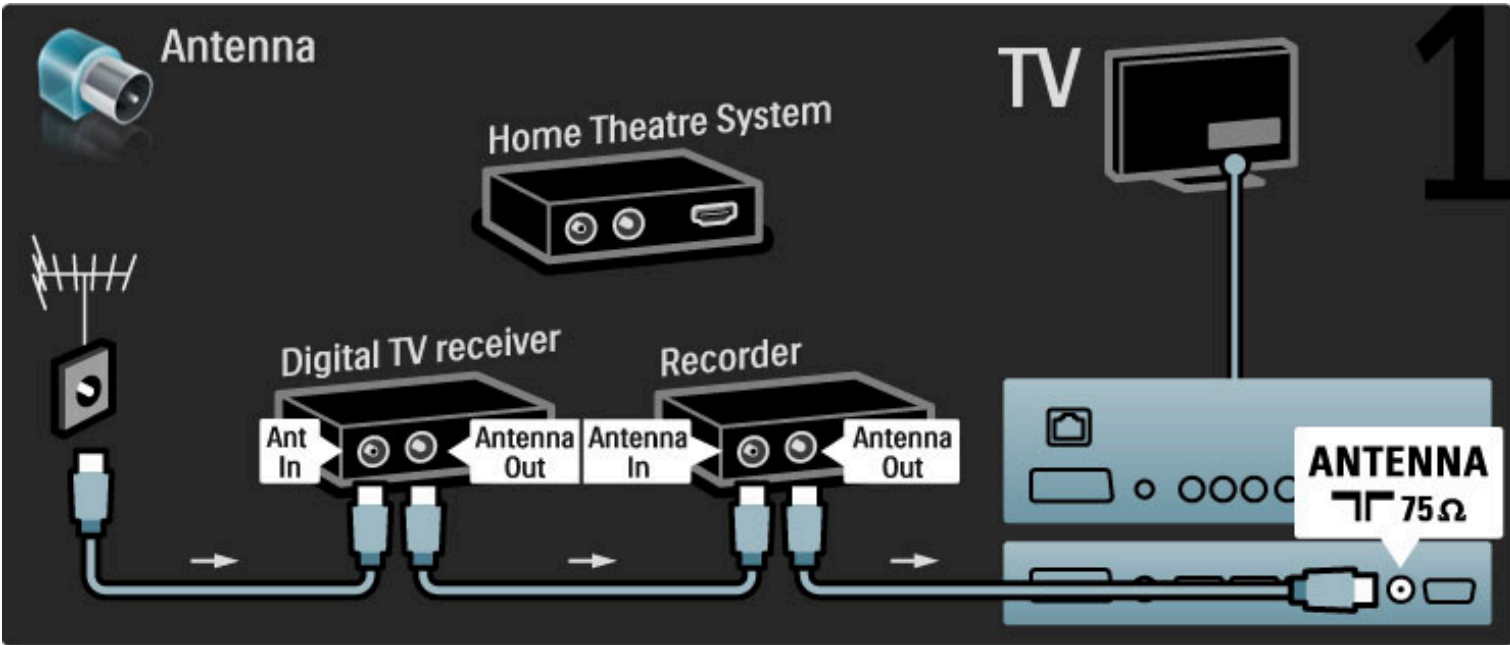 Antenna
TV
1
Home Theatre System
Digital TV receiver
Recorder
Ant
In
Antenna
Out
Antenna
In
Antenna
Out
ANTENNA
75 Ω